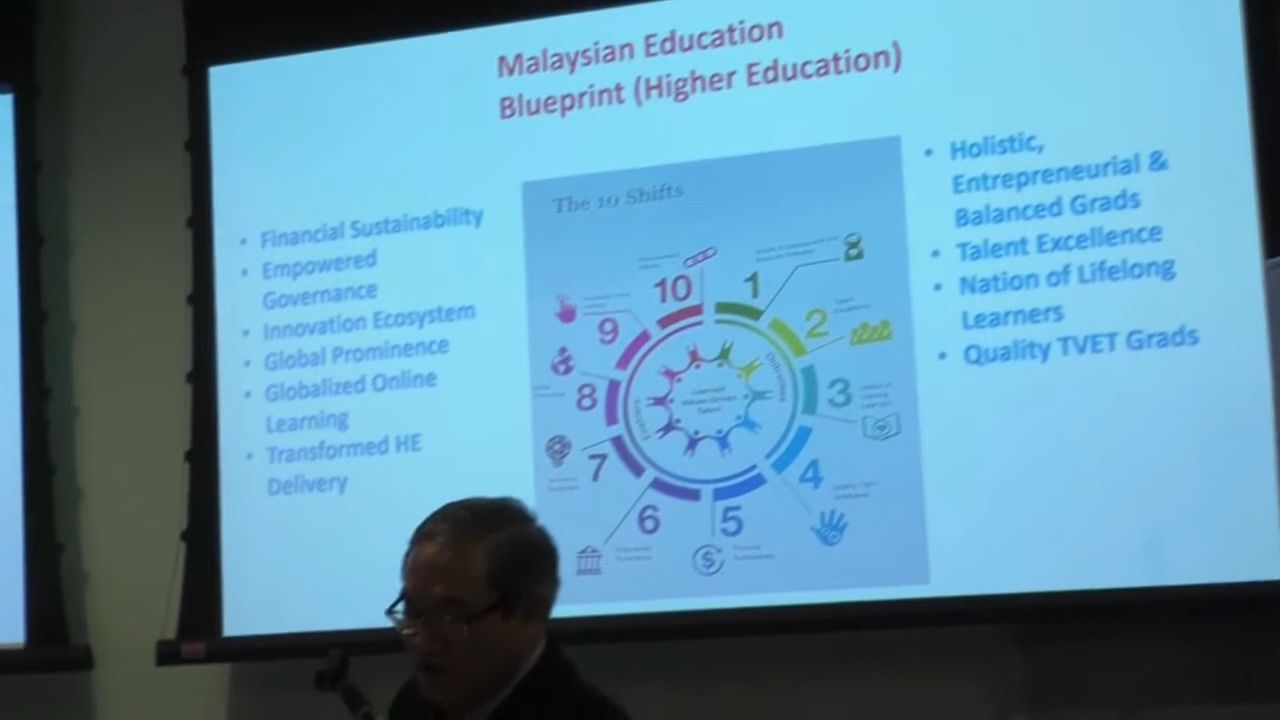 Malaysian Education
Blueprint (Higher Education)
• Financial Sustainability
• Empowered
Governance
• Innovation Ecosystem
• Global Prominence
• Globalized Online
Learning
• Transformed HE
Delivery
The 10 Shifts
10
1
9
2
8
3
7
4
6
5
$
Outcomes
• Holistic,
Entrepreneurial &
Balanced Grads
• Talent Excellence
• Nation of Lifelong
Learners
• Quality TVET Grads